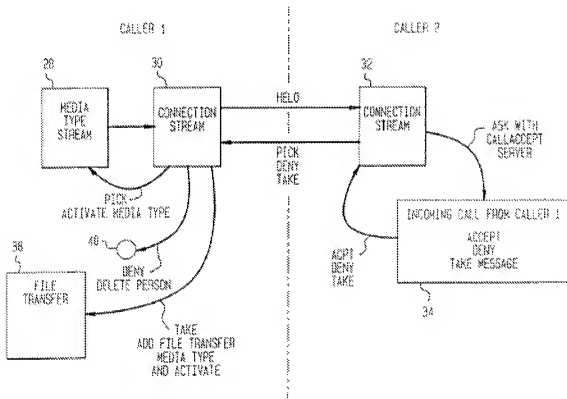 CALLER 1
CALLER 2
28
30
32
MEDIA
TYPE
STREAM
CONNECTION
STREAM
HELO
CONNECTION
STREAM
PICK
DENY
TAKE
ASK WITH
CALLACCEPT
SERVER
PICK
ACTIVATE MEDIA TYPE
INCOMING CALL FROM CALLER 1
ACCEPT
DENY
TAKE MESSAGE
ACPT
DENY
TAKE
40
DENY
DELETE PERSON
38
FILE
TRANSFER
34
TAKE
ADD FILE TRANSFER
MEDIA TYPE
AND ACTIVATE